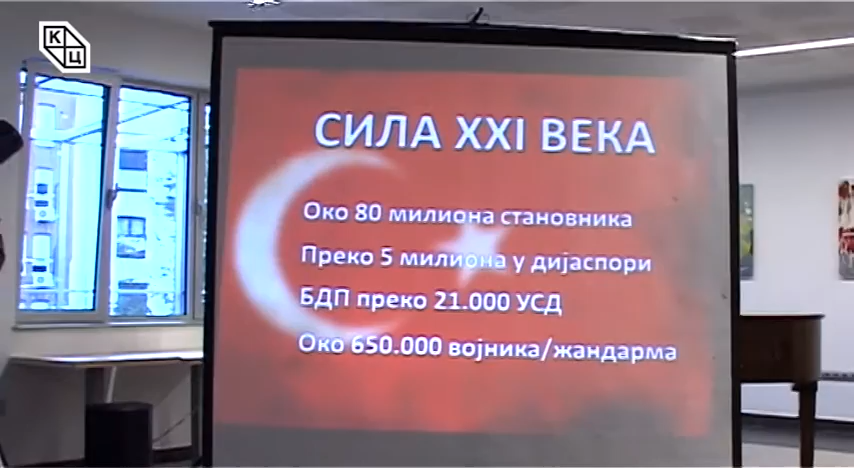 КЦ
СИЛА XXI ВЕКА
Око 80 милиона становника
Преко 5 милиона у дијаспори
БДП преко 21.000 УСД
Око 650.000 војника/жандарма